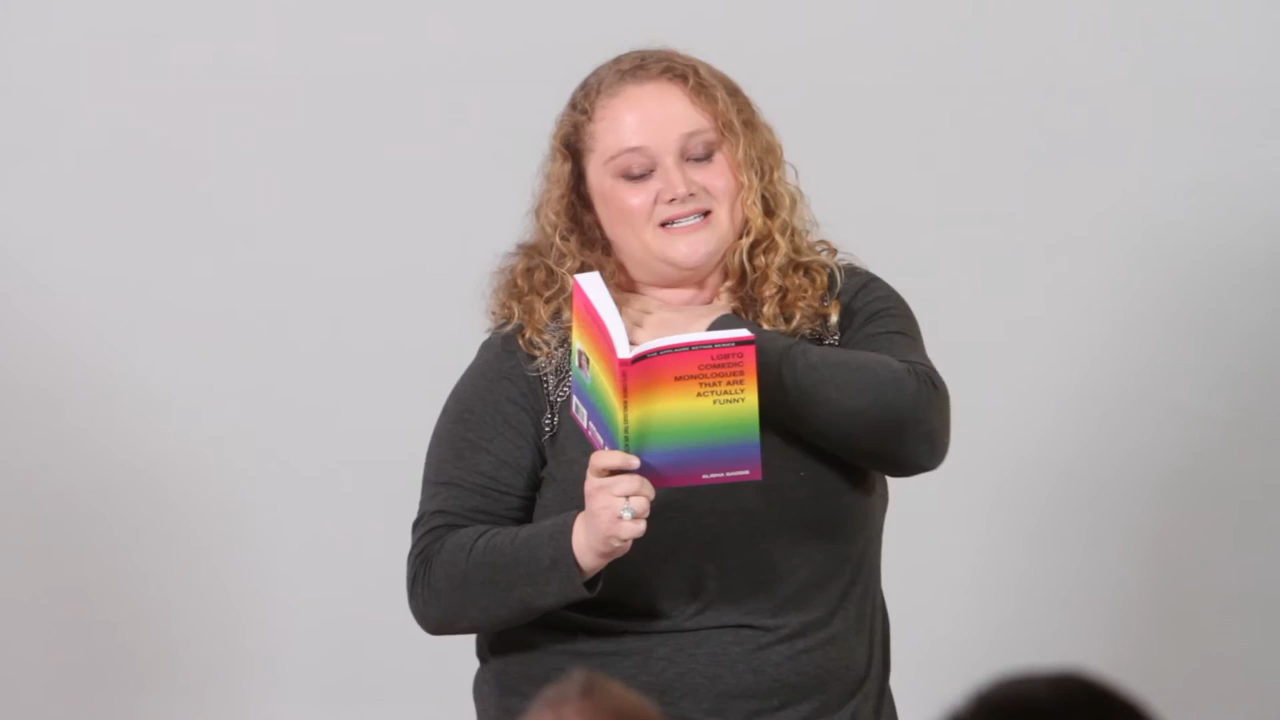 THE APPLAUSE ACTING SERIES
LGBTQ
COMEDIC
MONOLOGUES
THAT ARE
ACTUALLY
FUNNY
ALISHA GADDIS